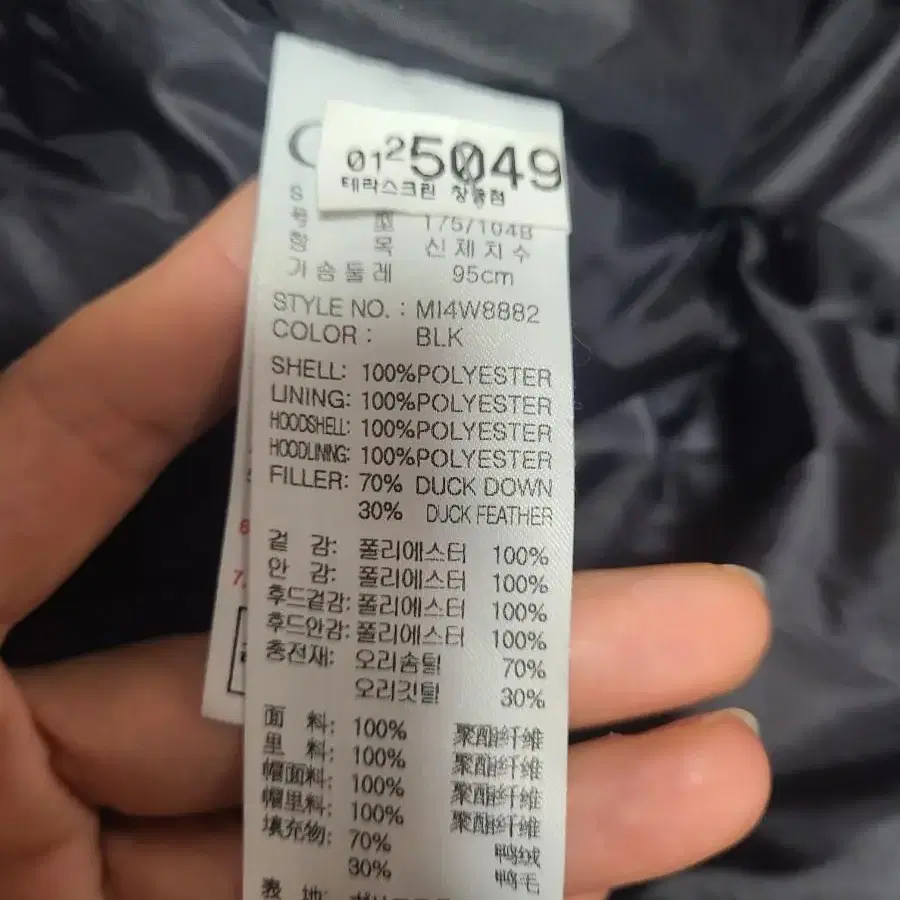 0125049
테라스크린 창동점
S
号 型 175/104B
항 목 신체치수
가슴둘레 95cm
STYLE NO. : MI4W8882
COLOR : BLK
SHELL: 100%POLYESTER
LINING: 100%POLYESTER
HOODSHELL: 100%POLYESTER
HOODLINING: 100%POLYESTER
FILLER: 70% DUCK DOWN
30% DUCK FEATHER
겉 감: 폴리에스터 100%
안 감: 폴리에스터 100%
후드겉감: 폴리에스터 100%
후드안감: 폴리에스터 100%
충전재: 오리솜털 70%
오리깃털 30%
面 料: 100% 聚酯纤维
里 料: 100% 聚酯纤维
帽面料: 100% 聚酯纤维
帽里料: 100% 聚酯纤维
填充物: 70% 鸭绒
30% 鸭毛
表 地: